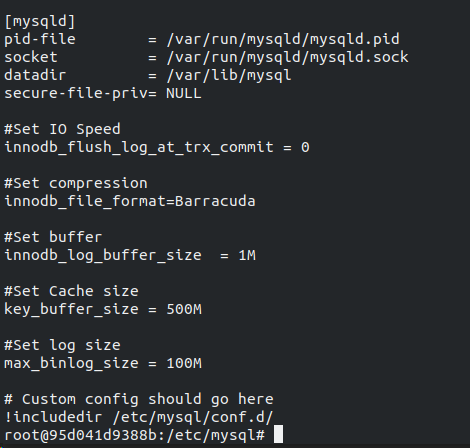 [mysqld]
pid-file        = /var/run/mysqld/mysqld.pid
socket          = /var/run/mysqld/mysqld.sock
datadir         = /var/lib/mysql
secure-file-priv= NULL

#Set IO Speed
innodb_flush_log_at_trx_commit = 0

#Set compression
innodb_file_format=Barracuda

#Set buffer
innodb_log_buffer_size  = 1M

#Set Cache size
key_buffer_size = 500M

#Set log size
max_binlog_size = 100M

# Custom config should go here
!includedir /etc/mysql/conf.d/
root@95d041d9388b:/etc/mysql#